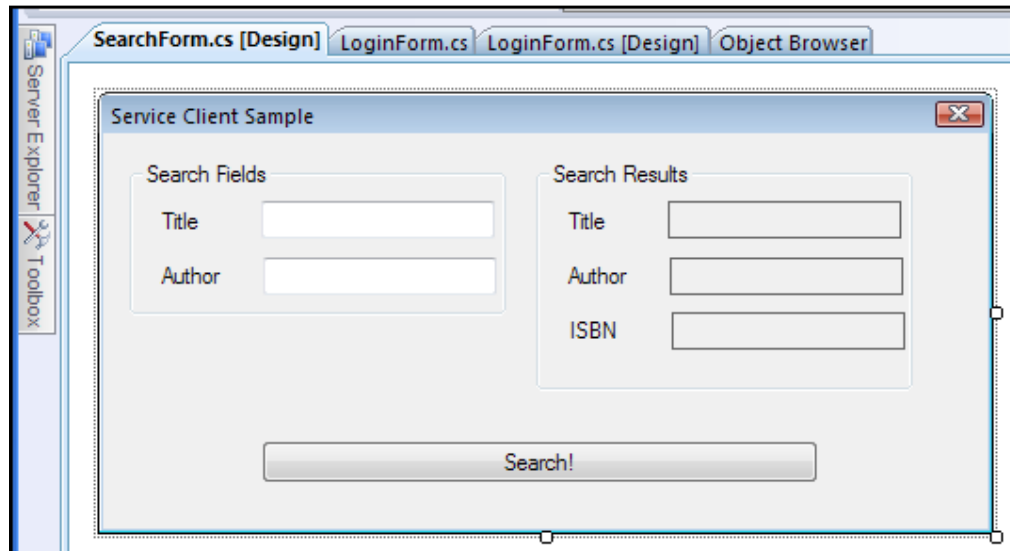 SearchForm.cs [Design] LoginForm.cs LoginForm.cs [Design] Object Browser
Server Explorer
Toolbox
Service Client Sample
Search Fields
Title
Author
Search Results
Title
Author
ISBN
Search!